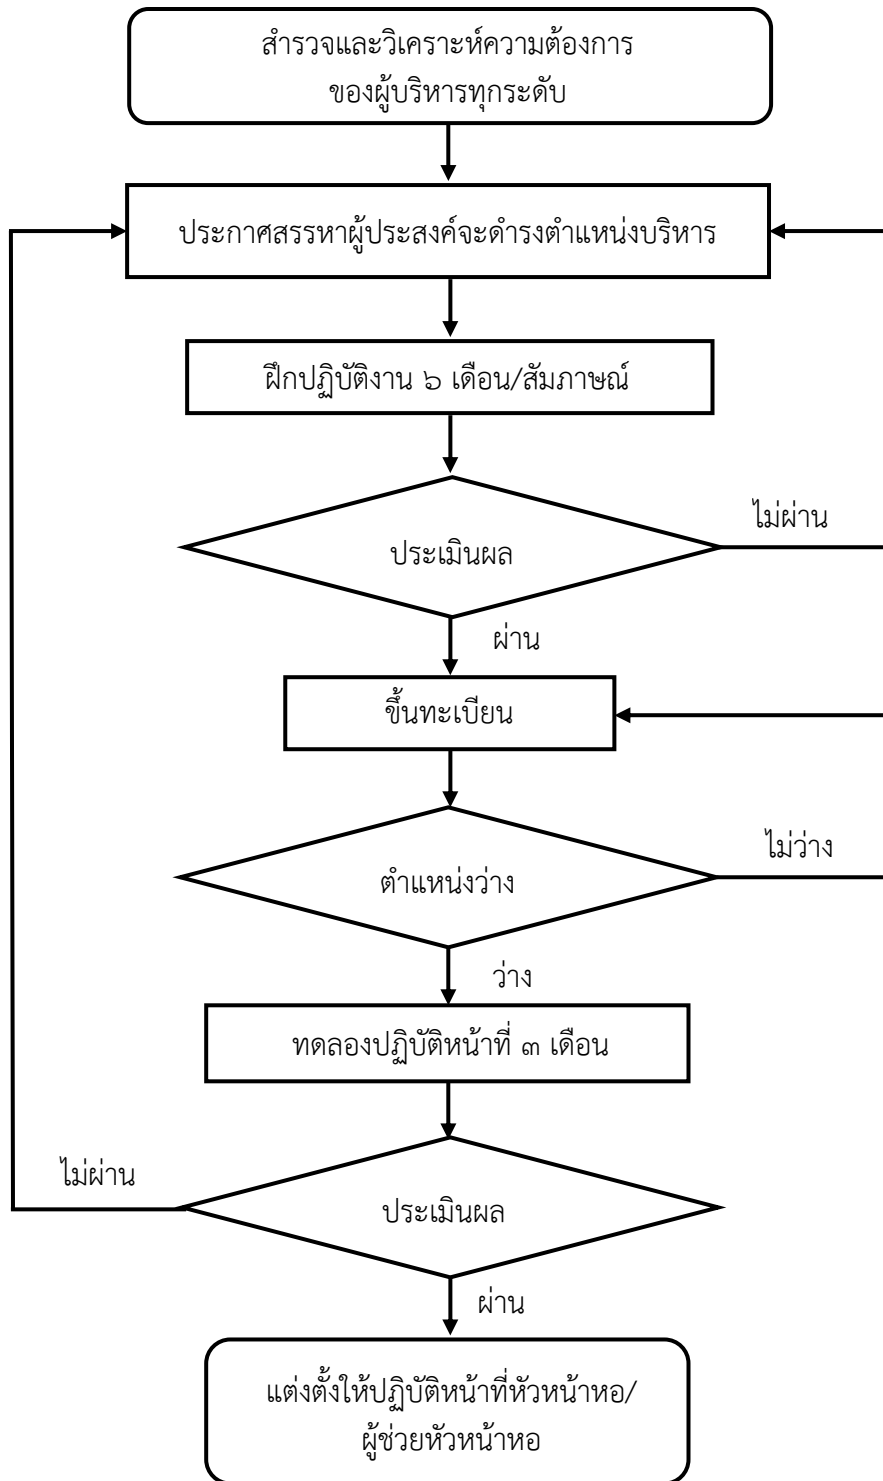 สำรวจและวิเคราะห์ความต้องการ
ของผู้บริหารทุกระดับ
ประกาศสรรหาผู้ประสงค์จะดำรงตำแหน่งบริหาร
ฝึกปฏิบัติงาน ๖ เดือน/สัมภาษณ์
ไม่ผ่าน
ประเมินผล
ผ่าน
ขึ้นทะเบียน
ไม่ว่าง
ตำแหน่งว่าง
ว่าง
ทดลองปฏิบัติหน้าที่ ๓ เดือน
ไม่ผ่าน
ประเมินผล
ผ่าน
แต่งตั้งให้ปฏิบัติหน้าที่หัวหน้าหอ/
ผู้ช่วยหัวหน้าหอ